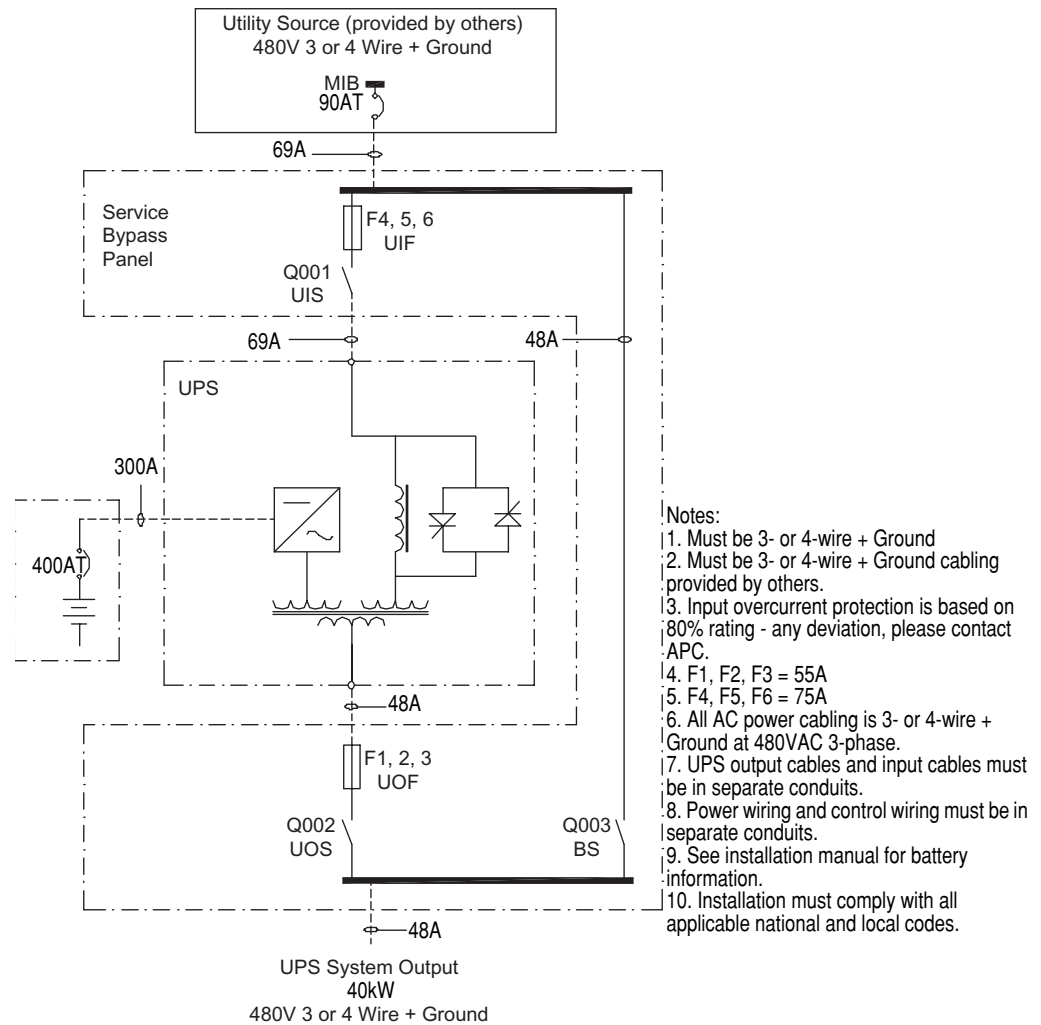 Utility Source (provided by others)
480V 3 or 4 Wire + Ground
MIB
90AT
69A
Service
Bypass
Panel
F4, 5, 6
UIF
Q001
UIS
69A
48A
UPS
300A
400AT
48A
F1, 2, 3
UOF
Q002
UOS
Q003
BS
48A
UPS System Output
40kW
480V 3 or 4 Wire + Ground
Notes:
1. Must be 3- or 4-wire + Ground
2. Must be 3- or 4-wire + Ground cabling
provided by others.
3. Input overcurrent protection is based on
80% rating - any deviation, please contact
APC.
4. F1, F2, F3 = 55A
5. F4, F5, F6 = 75A
6. All AC power cabling is 3- or 4-wire +
Ground at 480VAC 3-phase.
7. UPS output cables and input cables must
be in separate conduits.
8. Power wiring and control wiring must be in
separate conduits.
9. See installation manual for battery
information.
10. Installation must comply with all
applicable national and local codes.